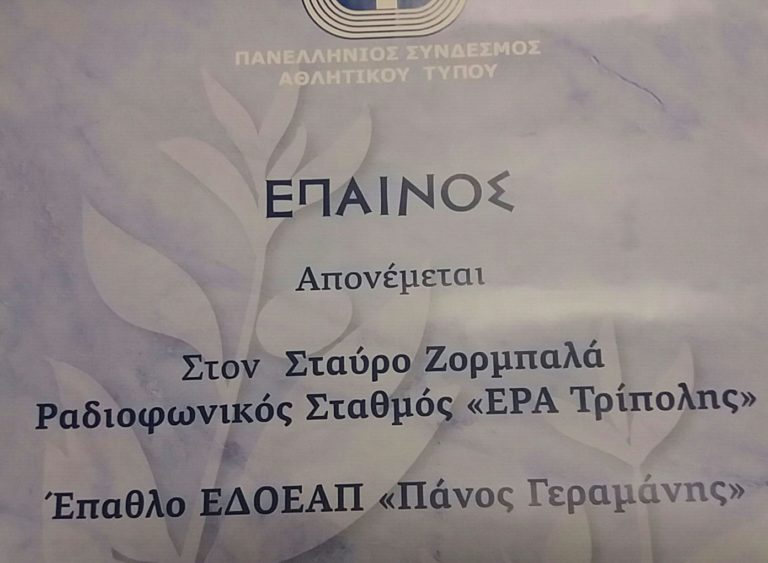 ΠΑΝΕΛΛΗΝΙΟΣ ΣΥΝΔΕΣΜΟΣ
ΑΘΛΗΤΙΚΟΥ ΤΥΠΟΥ
ΕΠΑΙΝΟΣ
Απονέμεται
Στον Σταύρο Ζορμπαλά
Ραδιοφωνικός Σταθμός «ΕΡΑ Τρίπολης»
Έπαθλο ΕΔΟΕΑΠ «Πάνος Γεραμάνης»